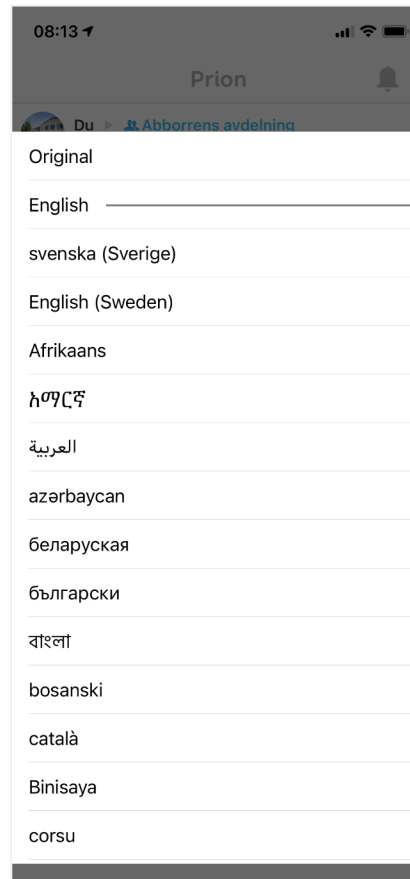 08:13
Prion
Du ▸ Abborrens avdelning
Original
English
svenska (Sverige)
English (Sweden)
Afrikaans
አማርኛ
العربية
azərbaycan
беларуская
български
বাংলা
bosanski
català
Binisaya
corsu